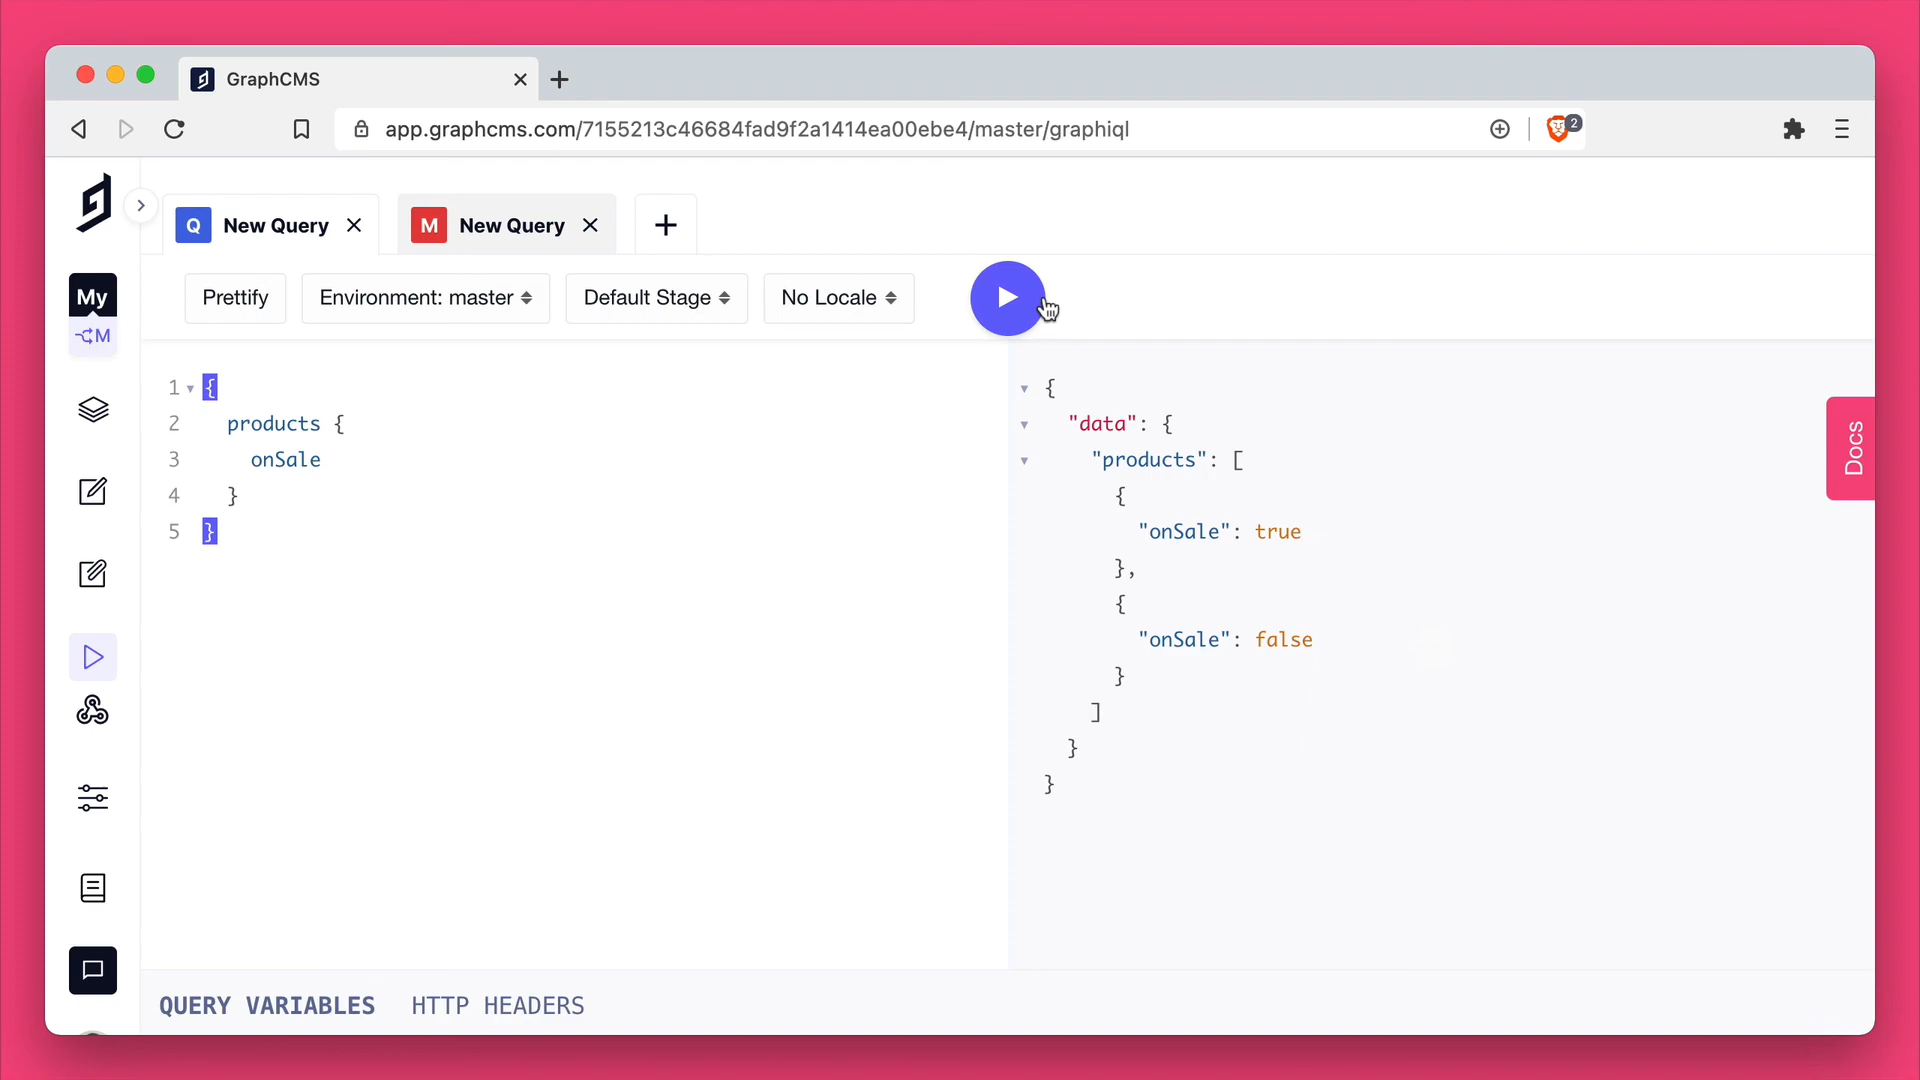 GraphCMS
app.graphcms.com/7155213c46684fad9f2a1414ea00ebe4/master/graphiql
2
Q New Query
M New Query
My
M
Prettify
Environment: master
Default Stage
No Locale
1 {
2 products {
3 onSale
4 }
5 }
{
"data": {
"products": [
{
"onSale": true
},
{
"onSale": false
}
]
}
}
Docs
QUERY VARIABLES HTTP HEADERS